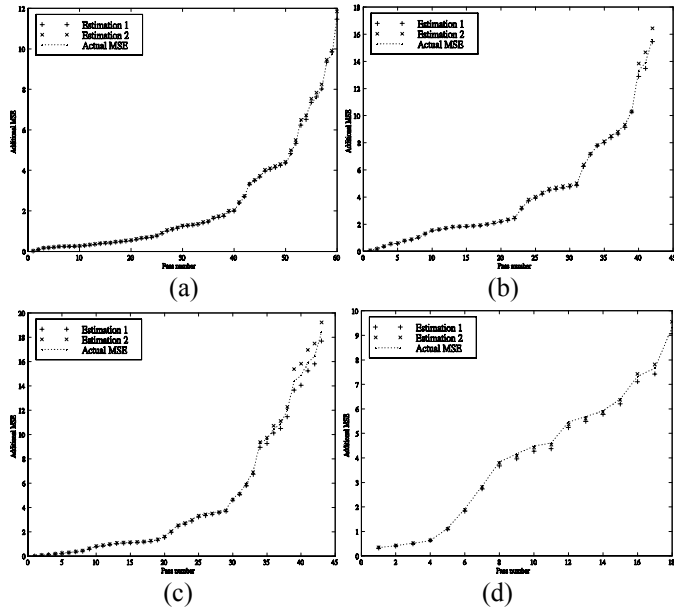 12
10
8
6
4
2
0
0 10 20 30 40 50 60
Additional MSE
Pass number
Estimation 1
Estimation 2
Actual MSE
(a)
18
16
14
12
10
8
6
4
2
0
0 5 10 15 20 25 30 35 40 45
Additional MSE
Pass number
Estimation 1
Estimation 2
Actual MSE
(b)
20
18
16
14
12
10
8
6
4
2
0
0 5 10 15 20 25 30 35 40 45
Additional MSE
Pass number
Estimation 1
Estimation 2
Actual MSE
(c)
10
9
8
7
6
5
4
3
2
1
0
0 2 4 6 8 10 12 14 16 18
Additional MSE
Pass number
Estimation 1
Estimation 2
Actual MSE
(d)